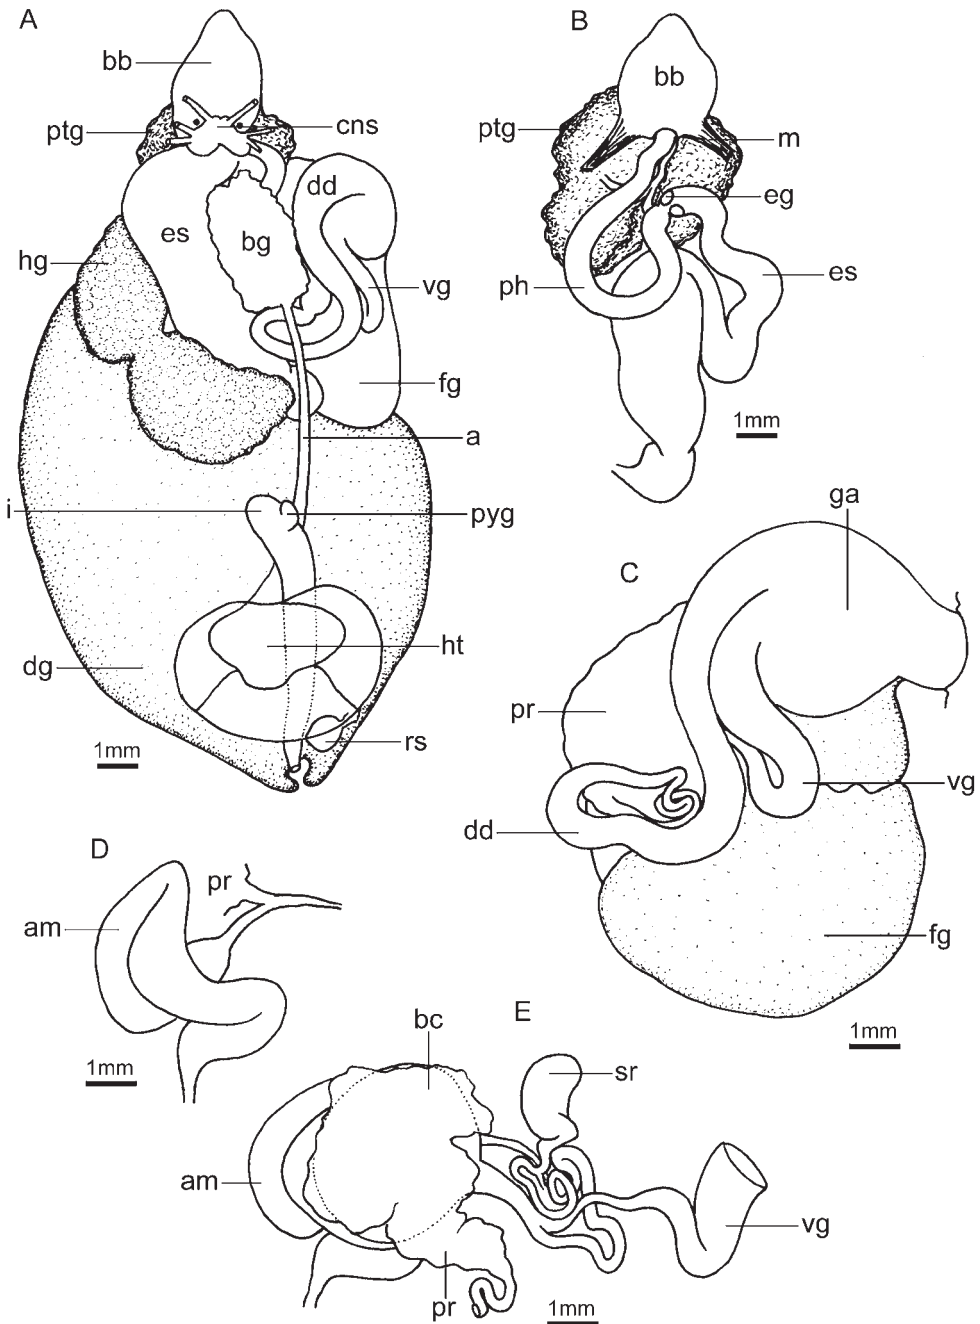 A
bb
ptg
cns
dd
es
bg
hg
vg
fg
a
i
pyg
dg
ht
rs
1mm
B
bb
ptg
m
eg
ph
es
1mm
C
ga
pr
dd
vg
fg
1mm
D
pr
am
1mm
E
bc
sr
am
vg
pr
1mm